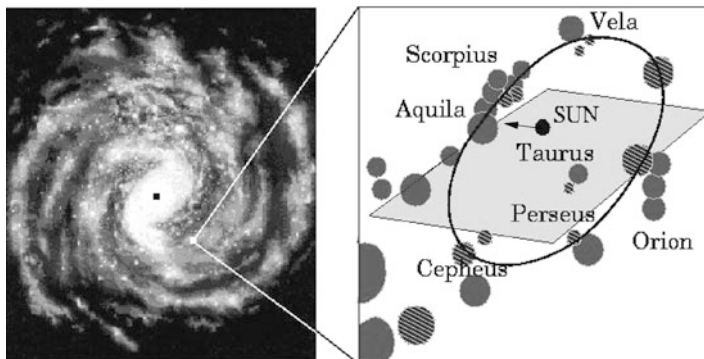 Vela
Scorpius
Aquila
SUN
Taurus
Perseus
Orion
Cepheus